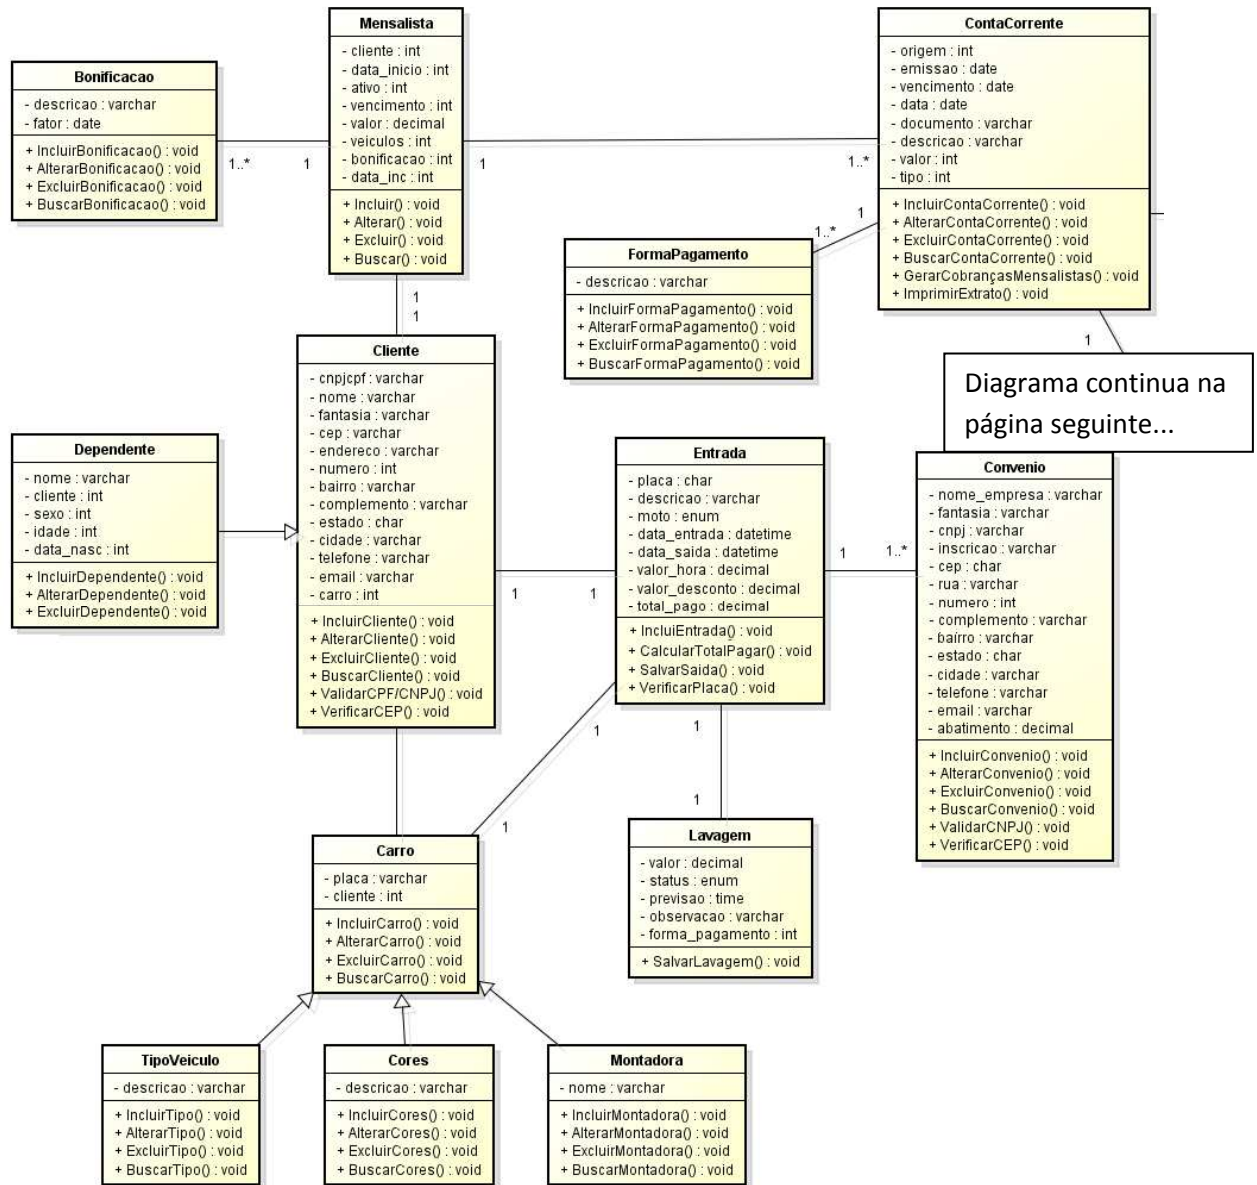 Mensalista
- cliente : int
- data_inicio : int
- ativo : int
- vencimento : int
- valor : decimal
- veiculos : int
- bonificacao : int
- data_inc : int
+ Incluir() : void
+ Alterar() : void
+ Excluir() : void
+ Buscar() : void
ContaCorrente
- origem : int
- emissao : date
- vencimento : date
- data : date
- documento : varchar
- descricao : varchar
- valor : int
- tipo : int
+ IncluirContaCorrente() : void
+ AlterarContaCorrente() : void
+ ExcluirContaCorrente() : void
+ BuscarContaCorrente() : void
+ GerarCobrançasMensalistas() : void
+ ImprimirExtrato() : void
Bonificacao
- descricao : varchar
- fator : date
+ IncluirBonificacao() : void
+ AlterarBonificacao() : void
+ ExcluirBonificacao() : void
+ BuscarBonificacao() : void
1..*
1
1
1..*
1
1..*
FormaPagamento
- descricao : varchar
+ IncluirFormaPagamento() : void
+ AlterarFormaPagamento() : void
+ ExcluirFormaPagamento() : void
+ BuscarFormaPagamento() : void
1
1
1
Diagrama continua na
página seguinte...
Cliente
- cnpjcpf : varchar
- nome : varchar
- fantasia : varchar
- cep : varchar
- endereco : varchar
- numero : int
- bairro : varchar
- complemento : varchar
- estado : char
- cidade : varchar
- telefone : varchar
- email : varchar
- carro : int
+ IncluirCliente() : void
+ AlterarCliente() : void
+ ExcluirCliente() : void
+ BuscarCliente() : void
+ ValidarCPF/CNPJ() : void
+ VerificarCEP() : void
Dependente
- nome : varchar
- cliente : int
- sexo : int
- idade : int
- data_nasc : int
+ IncluirDependente() : void
+ AlterarDependente() : void
+ ExcluirDependente() : void
Entrada
- placa : char
- descricao : varchar
- moto : enum
- data_entrada : datetime
- data_saida : datetime
- valor_hora : decimal
- valor_desconto : decimal
- total_pago : decimal
+ IncluiEntrada() : void
+ CalcularTotalPagar() : void
+ SalvarSaida() : void
+ VerificarPlaca() : void
Convenio
- nome_empresa : varchar
- fantasia : varchar
- cnpj : varchar
- inscricao : varchar
- cep : char
- rua : varchar
- numero : int
- complemento : varchar
- bairro : varchar
- estado : char
- cidade : varchar
- telefone : varchar
- email : varchar
- abatimento : decimal
+ IncluirConvenio() : void
+ AlterarConvenio() : void
+ ExcluirConvenio() : void
+ BuscarConvenio() : void
+ ValidarCNPJ() : void
+ VerificarCEP() : void
1
1..*
1
1
1
1
1
1
Carro
- placa : varchar
- cliente : int
+ IncluirCarro() : void
+ AlterarCarro() : void
+ ExcluirCarro() : void
+ BuscarCarro() : void
Lavagem
- valor : decimal
- status : enum
- previsao : time
- observacao : varchar
- forma_pagamento : int
+ SalvarLavagem() : void
TipoVeiculo
- descricao : varchar
+ IncluirTipo() : void
+ AlterarTipo() : void
+ ExcluirTipo() : void
+ BuscarTipo() : void
Cores
- descricao : varchar
+ IncluirCores() : void
+ AlterarCores() : void
+ ExcluirCores() : void
+ BuscarCores() : void
Montadora
- nome : varchar
+ IncluirMontadora() : void
+ AlterarMontadora() : void
+ ExcluirMontadora() : void
+ BuscarMontadora() : void